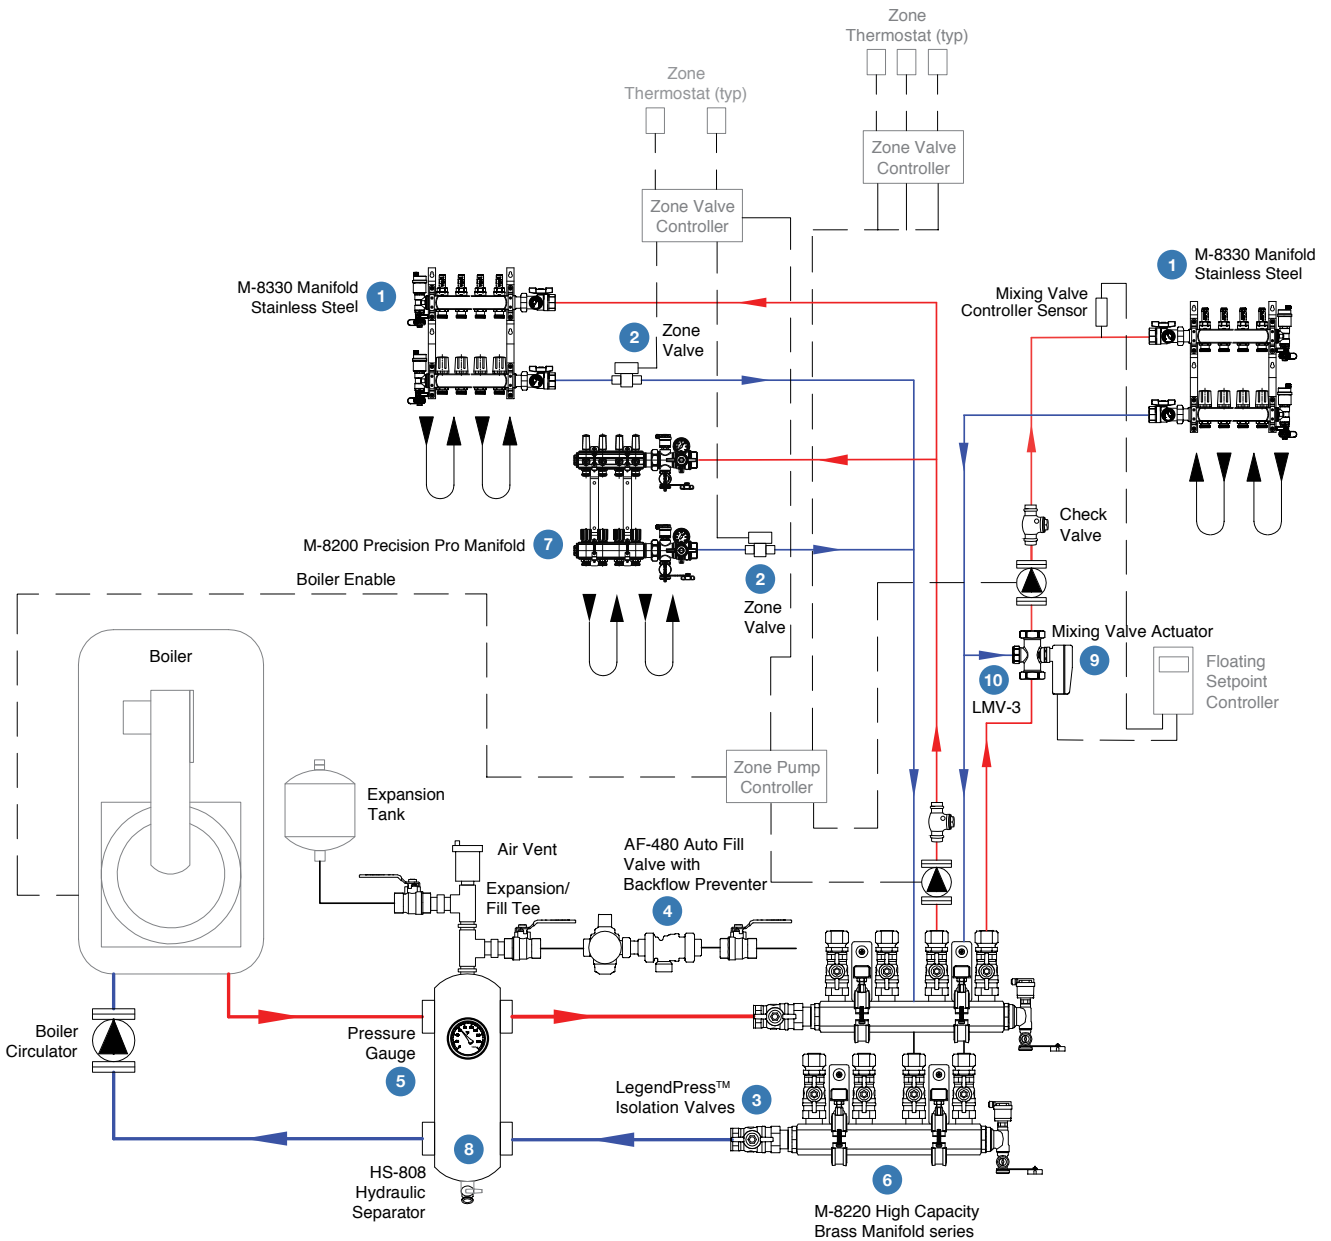 Zone
Thermostat (typ)
Zone
Thermostat (typ)
Zone Valve
Controller
Zone Valve
Controller
M-8330 Manifold
Stainless Steel
1
1
M-8330 Manifold
Stainless Steel
Mixing Valve
Controller Sensor
2
Zone
Valve
Check
Valve
M-8200 Precision Pro Manifold
7
2
Zone
Valve
Boiler Enable
Boiler
Mixing Valve Actuator
9
10
LMV-3
Floating
Setpoint
Controller
Zone Pump
Controller
Expansion
Tank
Air Vent
Expansion/
Fill Tee
AF-480 Auto Fill
Valve with
Backflow Preventer
4
Boiler
Circulator
Pressure
Gauge
5
LegendPress™
Isolation Valves
3
8
HS-808
Hydraulic
Separator
6
M-8220 High Capacity
Brass Manifold series